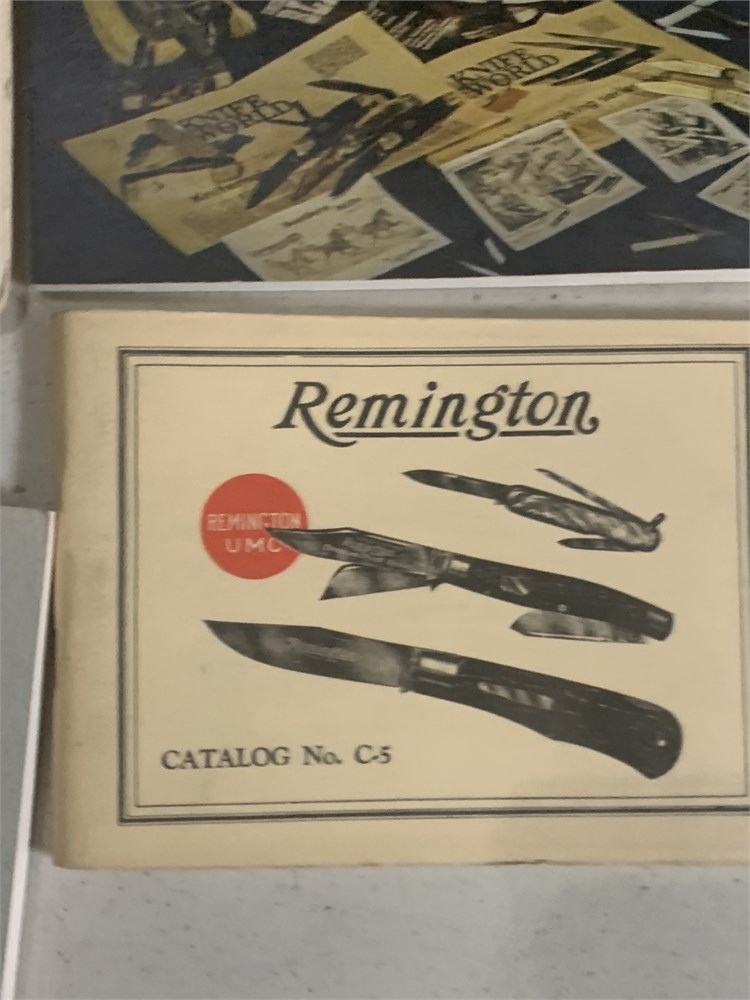 KNIFE
WORLD
KNIFE
WORLD
Remington
REMINGTON
UMC
CATALOG No. C-5